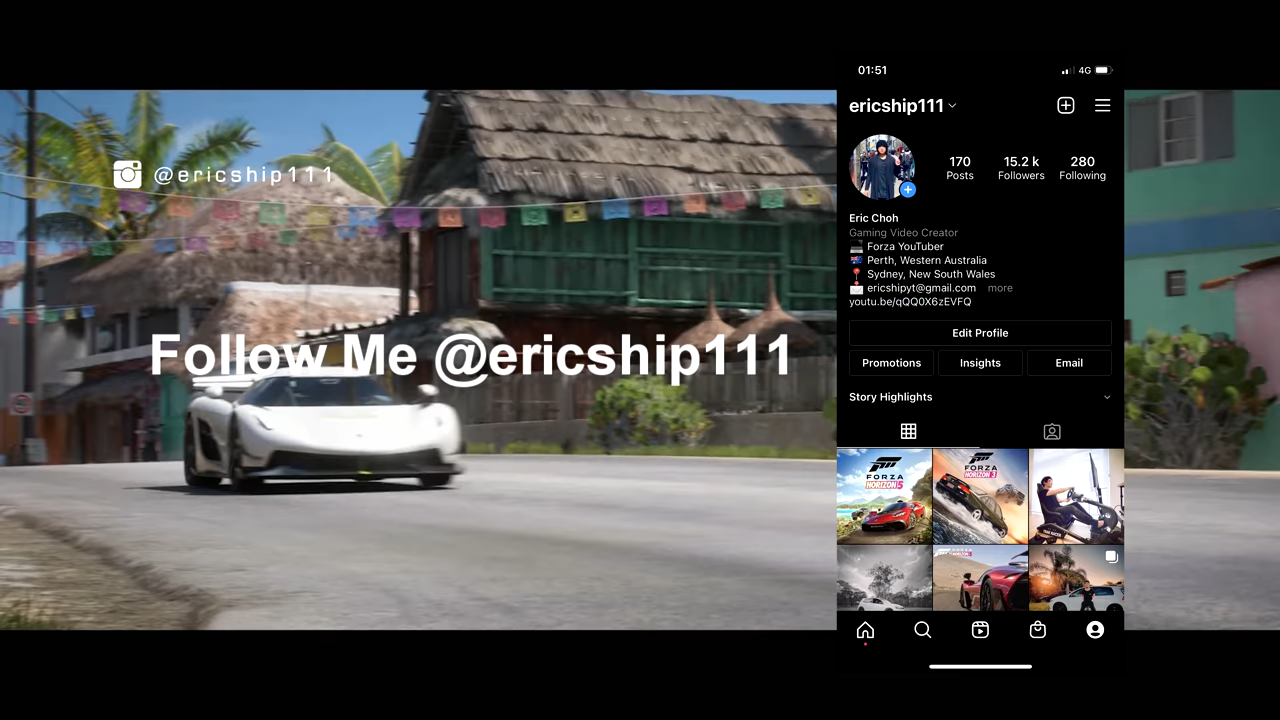 @ericship111
Follow Me @ericship111
01:51
4G
ericship111
170
Posts
15.2 k
Followers
280
Following
Eric Choh
Gaming Video Creator
Forza YouTuber
Perth, Western Australia
Sydney, New South Wales
ericshipyt@gmail.com more
youtu.be/qQQ0X6zEVFQ
Edit Profile
Promotions
Insights
Email
Story Highlights
FORZA
HORIZON 5
FORZA
HORIZON 3